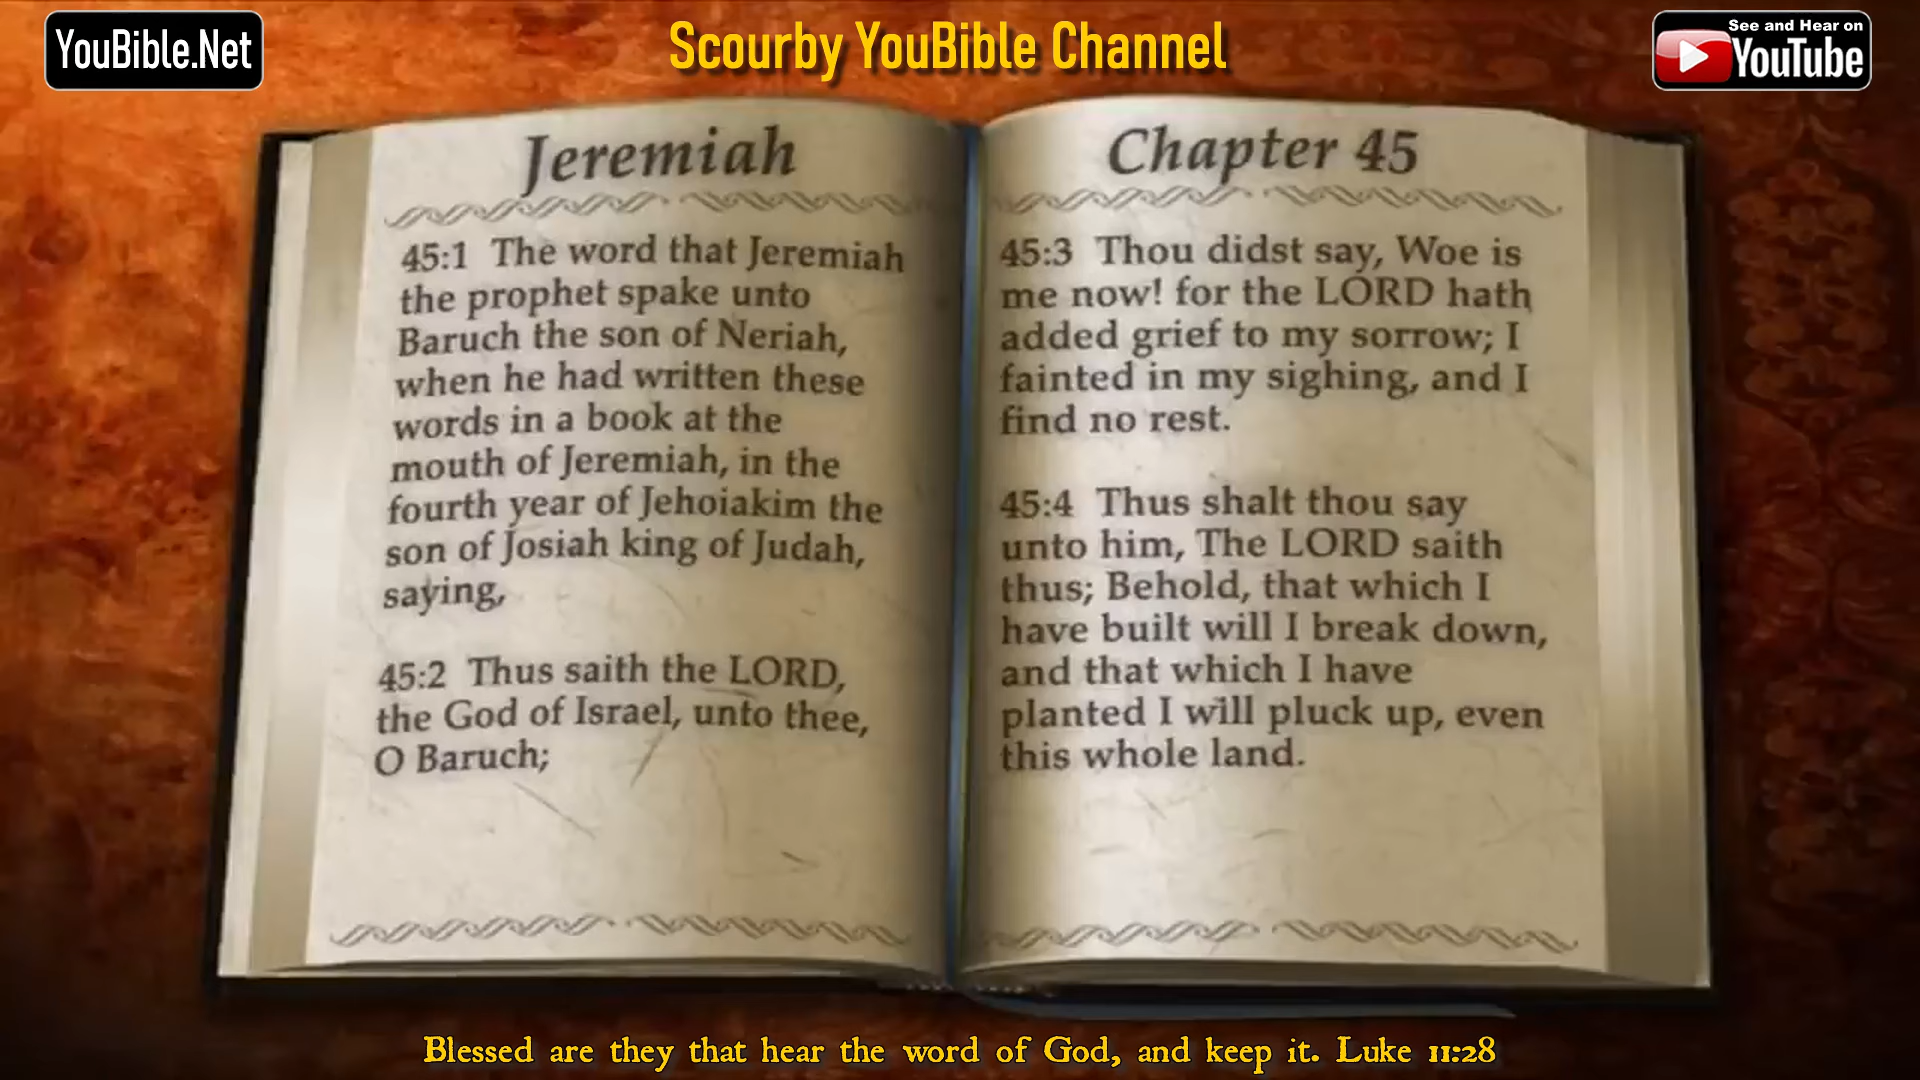 YouBible.Net
Scourby YouBible Channel
See and Hear on
YouTube
Jeremiah
45:1 The word that Jeremiah
the prophet spake unto
Baruch the son of Neriah,
when he had written these
words in a book at the
mouth of Jeremiah, in the
fourth year of Jehoiakim the
son of Josiah king of Judah,
saying,
45:2 Thus saith the LORD,
the God of Israel, unto thee,
O Baruch;
Chapter 45
45:3 Thou didst say, Woe is
me now! for the LORD hath
added grief to my sorrow; I
fainted in my sighing, and I
find no rest.
45:4 Thus shalt thou say
unto him, The LORD saith
thus; Behold, that which I
have built will I break down,
and that which I have
planted I will pluck up, even
this whole land.
Blessed are they that hear the word of God, and keep it. Luke 11:28